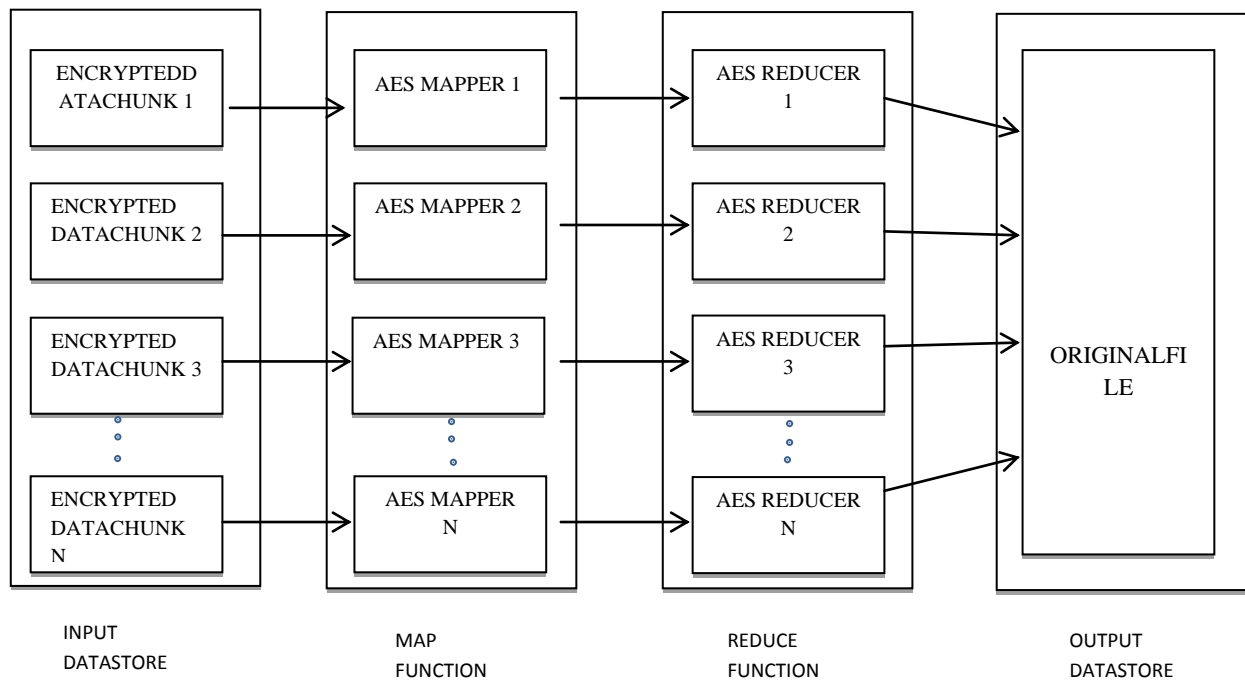 ENCRYPTEDD
ATACHUNK 1
AES MAPPER 1
AES REDUCER
1
ENCRYPTED
DATACHUNK 2
AES MAPPER 2
AES REDUCER
2
ENCRYPTED
DATACHUNK 3
AES MAPPER 3
AES REDUCER
3
ORIGINALFI
LE
ENCRYPTED
DATACHUNK
N
AES MAPPER
N
AES REDUCER
N
INPUT
DATASTORE
MAP
FUNCTION
REDUCE
FUNCTION
OUTPUT
DATASTORE